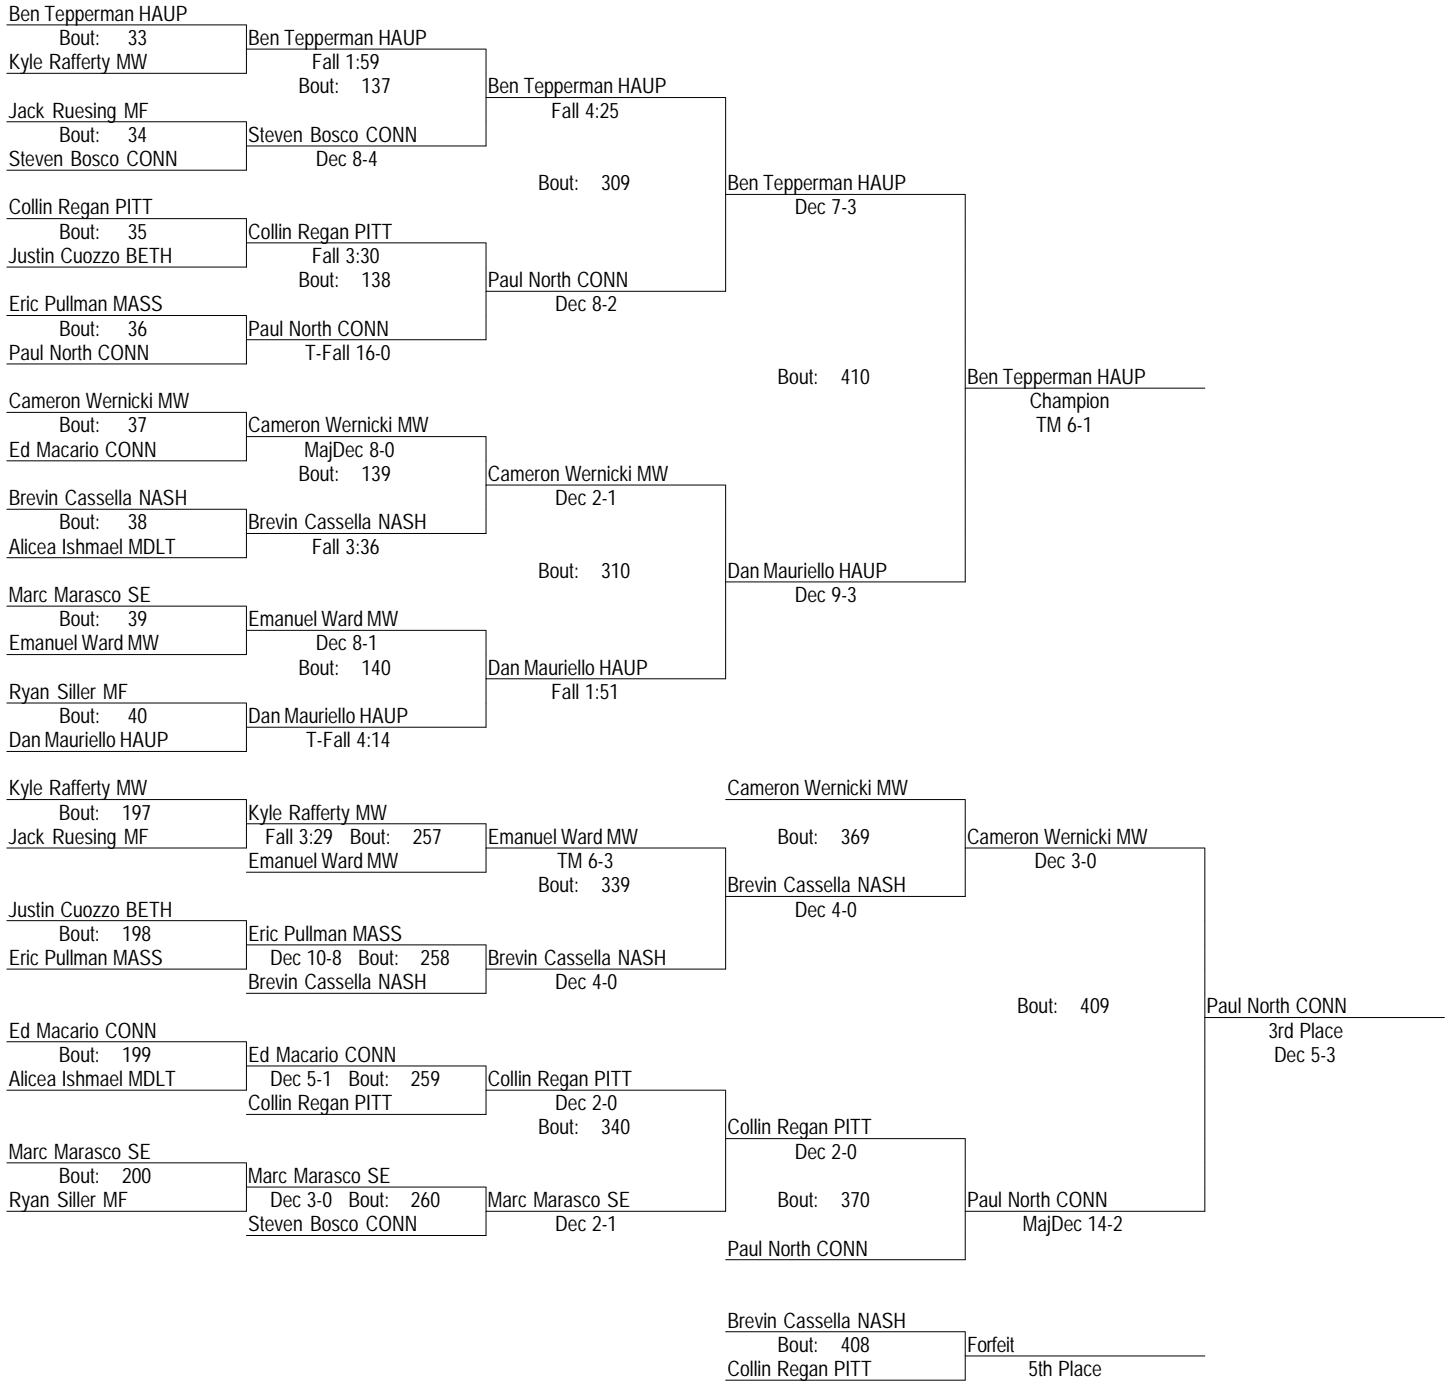 Ben Tepperman HAUP
Bout: 33
Ben Tepperman HAUP
Kyle Rafferty MW
Fall 1:59
Bout: 137
Ben Tepperman HAUP
Jack Ruesing MF
Fall 4:25
Bout: 34
Steven Bosco CONN
Steven Bosco CONN
Dec 8-4
Bout: 309
Ben Tepperman HAUP
Collin Regan PITT
Dec 7-3
Bout: 35
Collin Regan PITT
Justin Cuozzo BETH
Fall 3:30
Bout: 138
Paul North CONN
Eric Pullman MASS
Dec 8-2
Bout: 36
Paul North CONN
Paul North CONN
T-Fall 16-0
Bout: 410
Ben Tepperman HAUP
Cameron Wernicki MW
Champion
Bout: 37
Cameron Wernicki MW
TM 6-1
Ed Macario CONN
MajDec 8-0
Bout: 139
Cameron Wernicki MW
Brevin Cassella NASH
Dec 2-1
Bout: 38
Brevin Cassella NASH
Alicea Ishmael MDLT
Fall 3:36
Bout: 310
Dan Mauriello HAUP
Marc Marasco SE
Dec 9-3
Bout: 39
Emanuel Ward MW
Emanuel Ward MW
Dec 8-1
Bout: 140
Dan Mauriello HAUP
Ryan Siller MF
Fall 1:51
Bout: 40
Dan Mauriello HAUP
Dan Mauriello HAUP
T-Fall 4:14
Kyle Rafferty MW
Cameron Wernicki MW
Bout: 197
Kyle Rafferty MW
Jack Ruesing MF
Fall 3:29 Bout: 257
Emanuel Ward MW
Bout: 369
Cameron Wernicki MW
Emanuel Ward MW
TM 6-3
Dec 3-0
Bout: 339
Brevin Cassella NASH
Justin Cuozzo BETH
Dec 4-0
Bout: 198
Eric Pullman MASS
Eric Pullman MASS
Dec 10-8 Bout: 258
Brevin Cassella NASH
Brevin Cassella NASH
Dec 4-0
Bout: 409
Paul North CONN
Ed Macario CONN
3rd Place
Bout: 199
Ed Macario CONN
Dec 5-3
Alicea Ishmael MDLT
Dec 5-1 Bout: 259
Collin Regan PITT
Collin Regan PITT
Dec 2-0
Bout: 340
Collin Regan PITT
Marc Marasco SE
Dec 2-0
Bout: 200
Marc Marasco SE
Ryan Siller MF
Dec 3-0 Bout: 260
Marc Marasco SE
Bout: 370
Paul North CONN
Steven Bosco CONN
Dec 2-1
MajDec 14-2
Paul North CONN
Brevin Cassella NASH
Bout: 408
Forfeit
Collin Regan PITT
5th Place